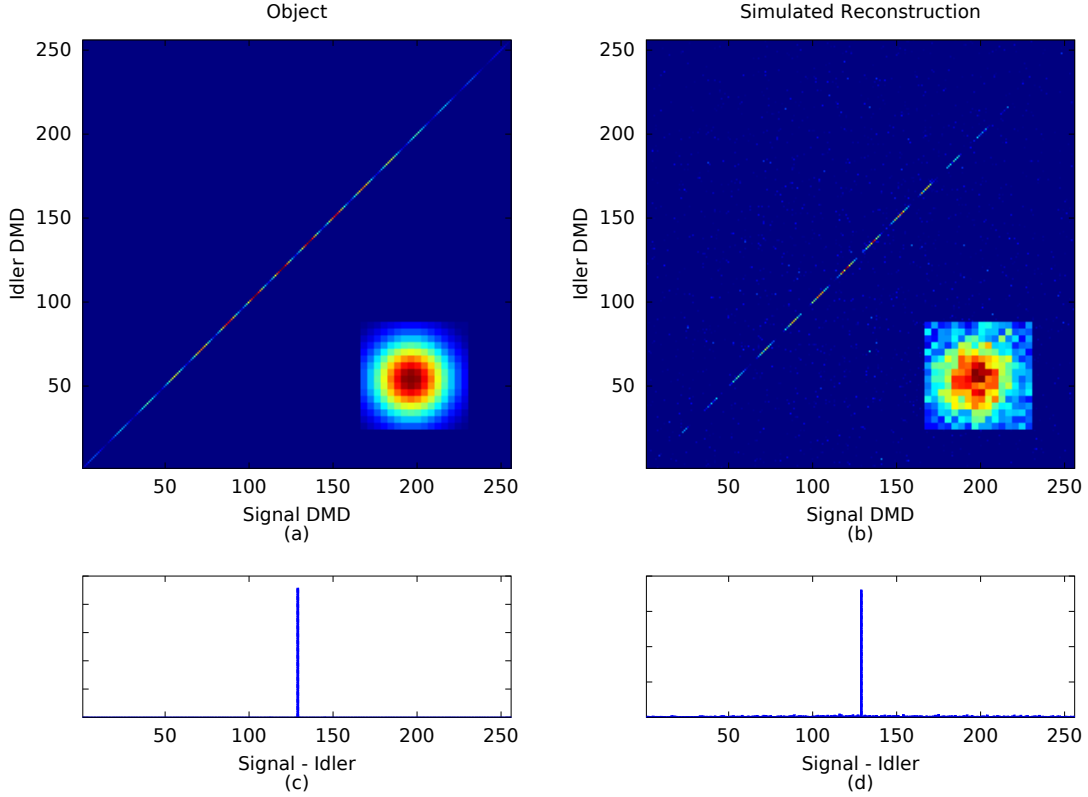 Object
Simulated Reconstruction
250
200
150
100
50
Idler DMD
50 100 150 200 250
Signal DMD
(a)
250
200
150
100
50
Idler DMD
50 100 150 200 250
Signal DMD
(b)
50 100 150 200 250
Signal - Idler
(c)
50 100 150 200 250
Signal - Idler
(d)